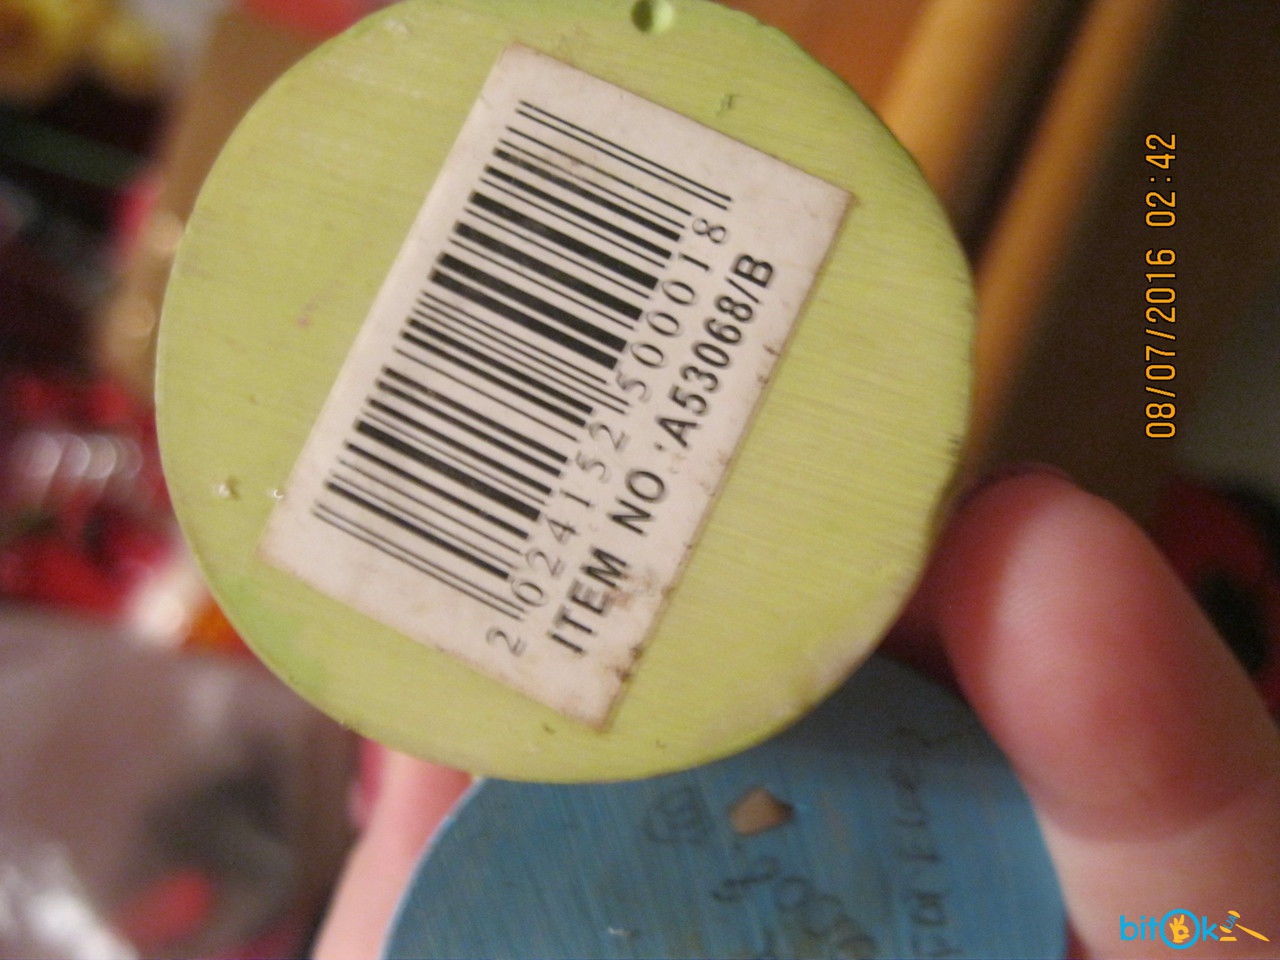 2 024152 500018
ITEM NO :A53068/B
08/07/2016 02:42
bitOk